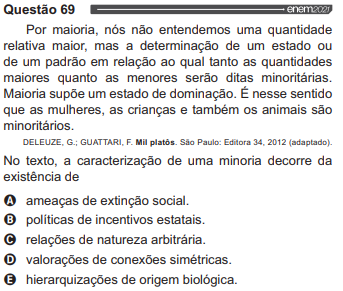 Questão 69 enem2021
Por maioria, nós não entendemos uma quantidade
relativa maior, mas a determinação de um estado ou
de um padrão em relação ao qual tanto as quantidades
maiores quanto as menores serão ditas minoritárias.
Maioria supõe um estado de dominação. É nesse sentido
que as mulheres, as crianças e também os animais são
minoritários.
DELEUZE, G.; GUATTARI, F. Mil platôs. São Paulo: Editora 34, 2012 (adaptado).
No texto, a caracterização de uma minoria decorre da
existência de
A ameaças de extinção social.
B políticas de incentivos estatais.
C relações de natureza arbitrária.
D valorações de conexões simétricas.
E hierarquizações de origem biológica.